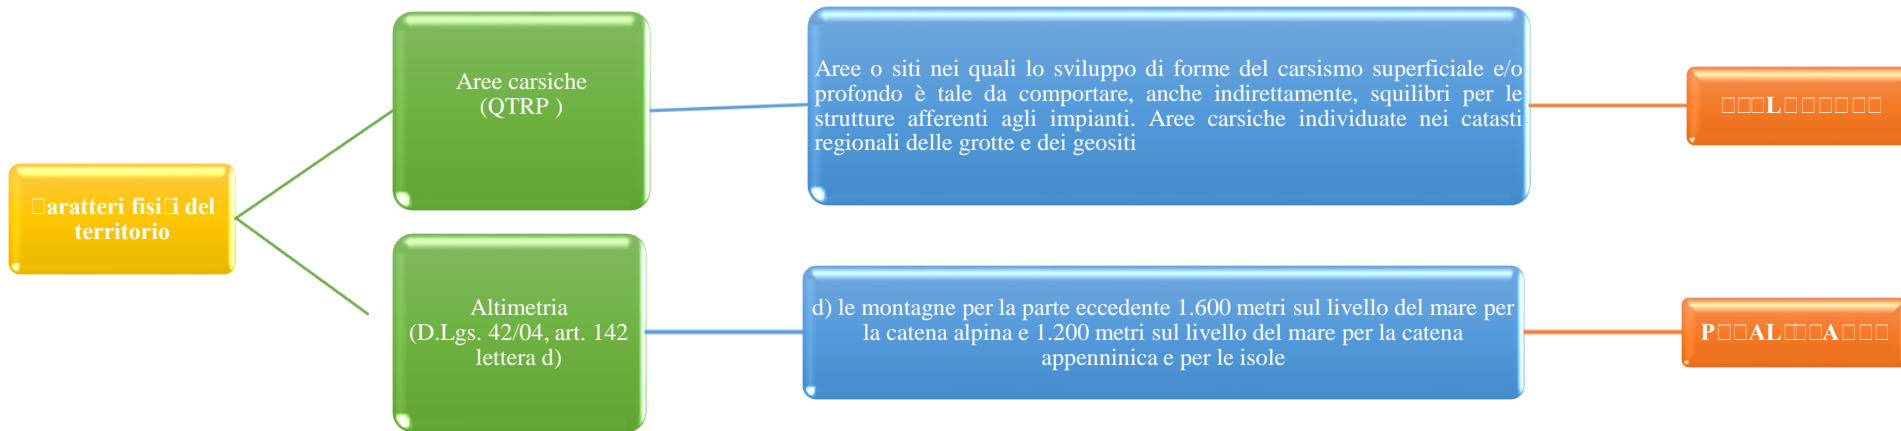 Aree carsiche
(QTRP )
Aree o siti nei quali lo sviluppo di forme del carsismo superficiale e/o
profondo è tale da comportare, anche indirettamente, squilibri per le
strutture afferenti agli impianti. Aree carsiche individuate nei catasti
regionali delle grotte e dei geositi
□aratteri fisi□i del
territorio
Altimetria
(D.Lgs. 42/04, art. 142
lettera d)
d) le montagne per la parte eccedente 1.600 metri sul livello del mare per
la catena alpina e 1.200 metri sul livello del mare per la catena
appenninica e per le isole